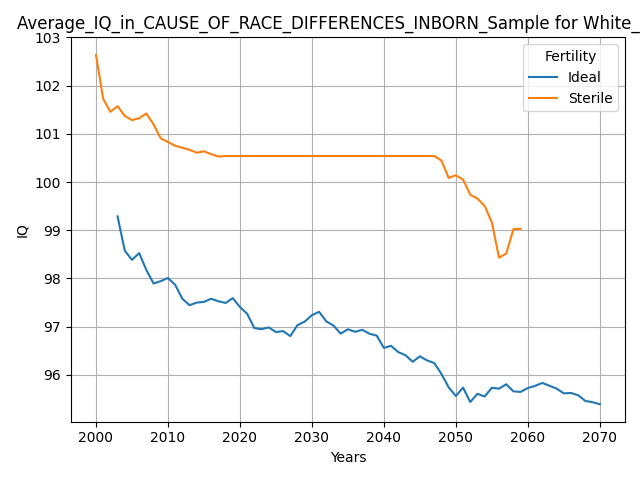 Average_IQ_in_CAUSE_OF_RACE_DIFFERENCES_INBORN_Sample for White_
103
102
101
100
99
98
97
96
IQ
Fertility
Ideal
Sterile
2000 2010 2020 2030 2040 2050 2060 2070
Years